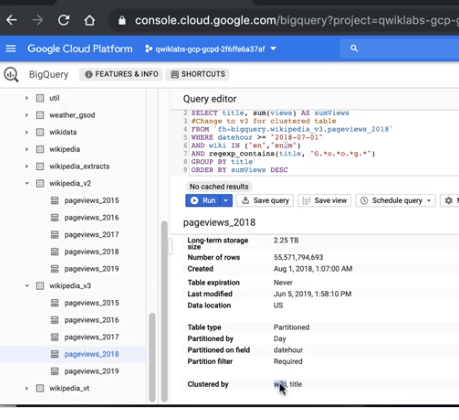 console.cloud.google.com/bigquery?project=qwiklabs-gcp-g
Google Cloud Platform
qwiklabs-gcp-gcpd-2f6ffe6a37af
BigQuery
FEATURES & INFO
SHORTCUTS
util
weather_gsod
wikidata
wikipedia
wikipedia_extracts
wikipedia_v2
pageviews_2015
pageviews_2016
pageviews_2017
pageviews_2018
pageviews_2019
wikipedia_v3
pageviews_2015
pageviews_2016
pageviews_2017
pageviews_2018
pageviews_2019
wikipedia_vt
Query editor
2 SELECT title, sum(views) AS sumViews
3 #Change to v3 for clustered table
4 FROM `fh-bigquery.wikipedia_v3.pageviews_2018`
5 WHERE datehour >= "2018-07-01"
6 AND wiki IN ("en","en.m")
7 AND regexp_contains(title, "G.*o.*o.*g.*")
8 GROUP BY title
9 ORDER BY sumViews DESC
No cached results
Run
Save query
Save view
Schedule query
pageviews_2018
Long-term storage size 2.25 TB
Number of rows 55,571,794,693
Created Aug 1, 2018, 1:07:00 AM
Table expiration Never
Last modified Jun 5, 2019, 1:58:10 PM
Data location US
Table type Partitioned
Partitioned by Day
Partitioned on field datehour
Partition filter Required
Clustered by wiki, title